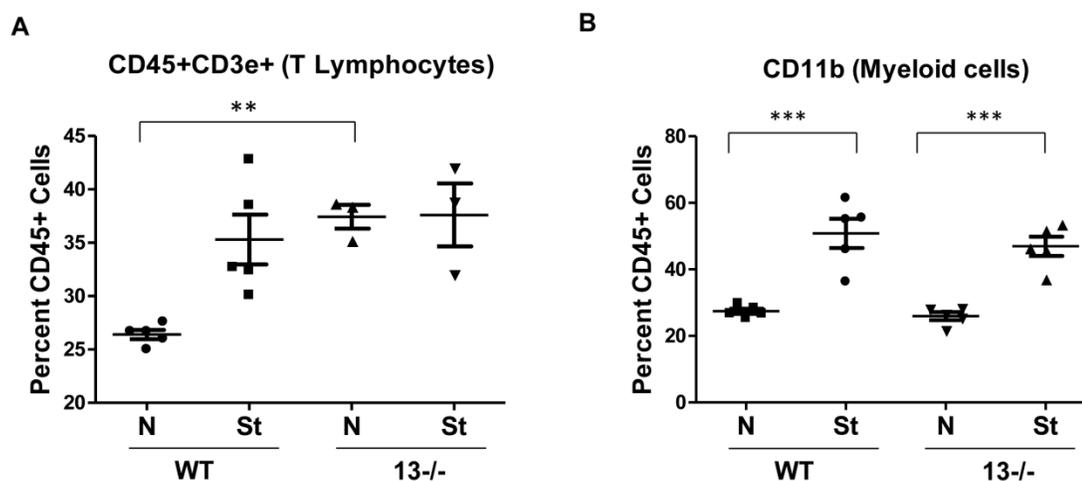 A
CD45+CD3e+ (T Lymphocytes)
**
Percent CD45+ Cells
45
40
35
30
25
20
N St N St
WT 13-/-
B
CD11b (Myeloid cells)
*** ***
Percent CD45+ Cells
80
60
40
20
0
N St N St
WT 13-/-